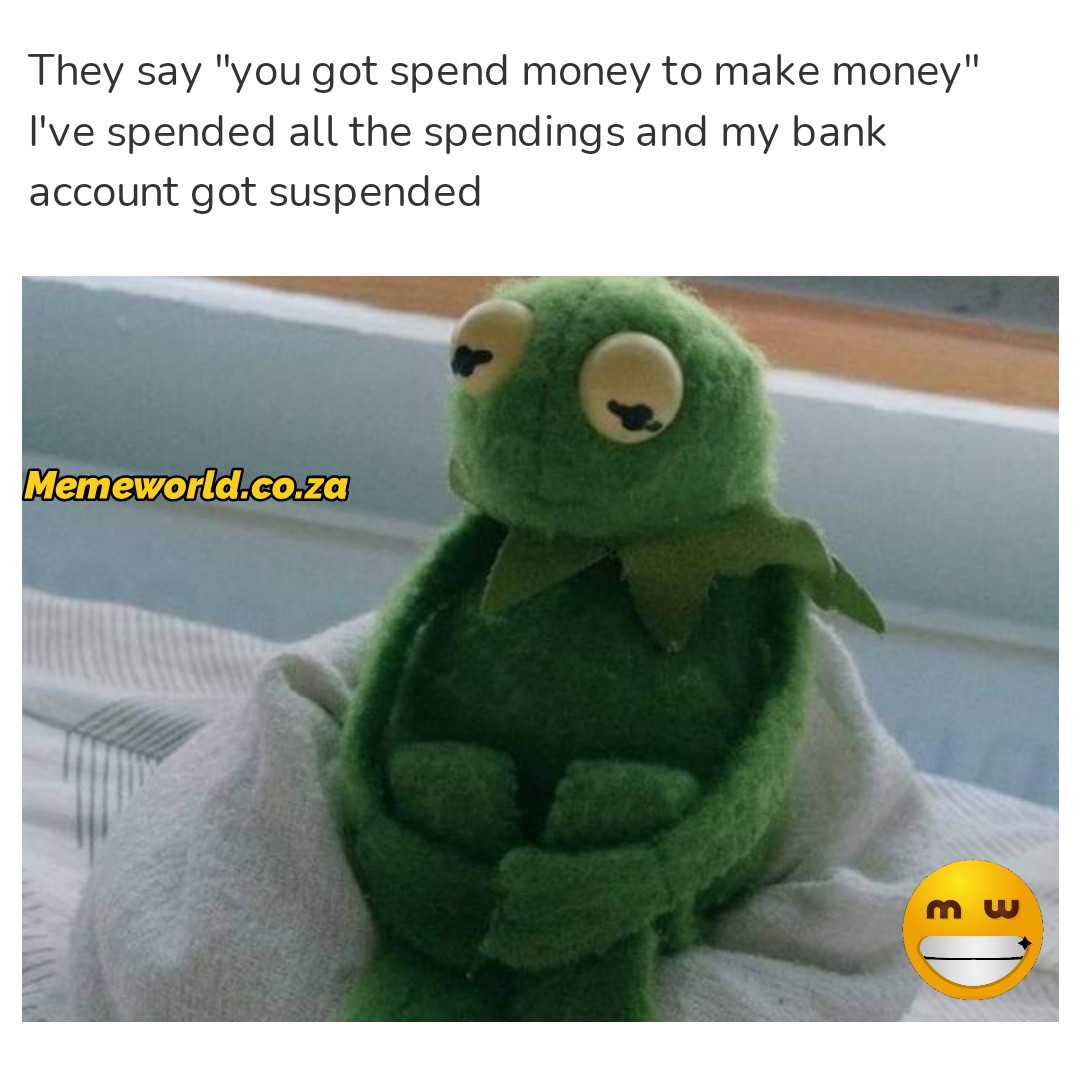 They say "you got spend money to make money"
I've spended all the spendings and my bank
account got suspended
Memeworld.co.za
m w